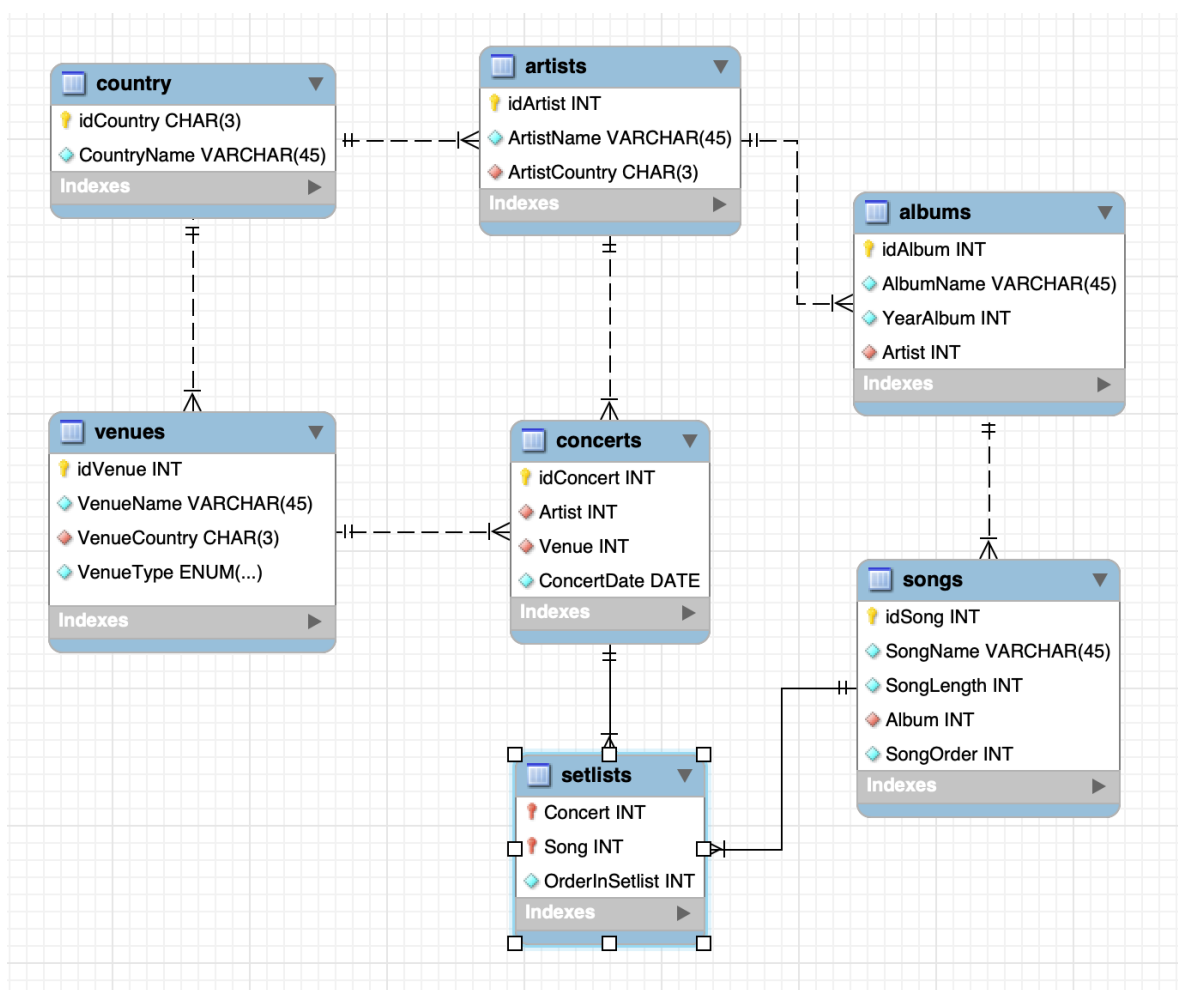 country
idCountry CHAR(3)
CountryName VARCHAR(45)
Indexes
artists
idArtist INT
ArtistName VARCHAR(45)
ArtistCountry CHAR(3)
Indexes
albums
idAlbum INT
AlbumName VARCHAR(45)
YearAlbum INT
Artist INT
Indexes
venues
idVenue INT
VenueName VARCHAR(45)
VenueCountry CHAR(3)
VenueType ENUM(...)
Indexes
concerts
idConcert INT
Artist INT
Venue INT
ConcertDate DATE
Indexes
songs
idSong INT
SongName VARCHAR(45)
SongLength INT
Album INT
SongOrder INT
Indexes
setlists
Concert INT
Song INT
OrderInSetlist INT
Indexes